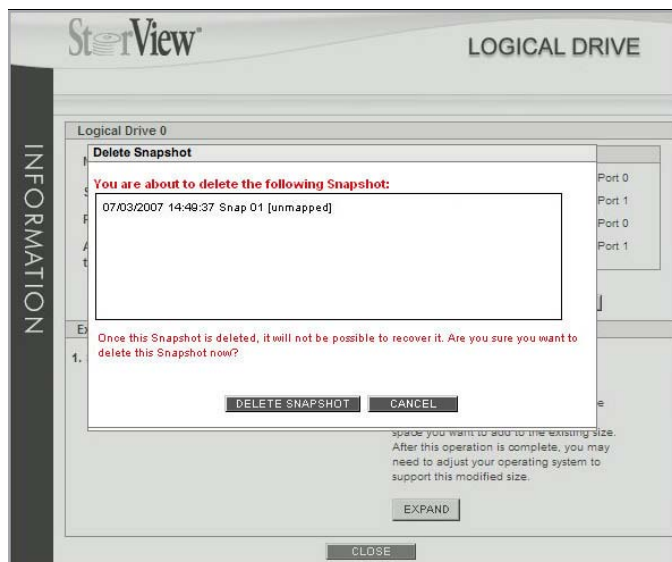 StorView
LOGICAL DRIVE
INFORMATION
Logical Drive 0
Delete Snapshot
You are about to delete the following Snapshot:
07/03/2007 14:49:37 Snap 01 [unmapped]
Port 0
Port 1
Port 0
Port 1
Once this Snapshot is deleted, it will not be possible to recover it. Are you sure you want to
delete this Snapshot now?
DELETE SNAPSHOT
CANCEL
1.
space you want to add to the existing size.
After this operation is complete, you may
need to adjust your operating system to
support this modified size.
EXPAND
CLOSE